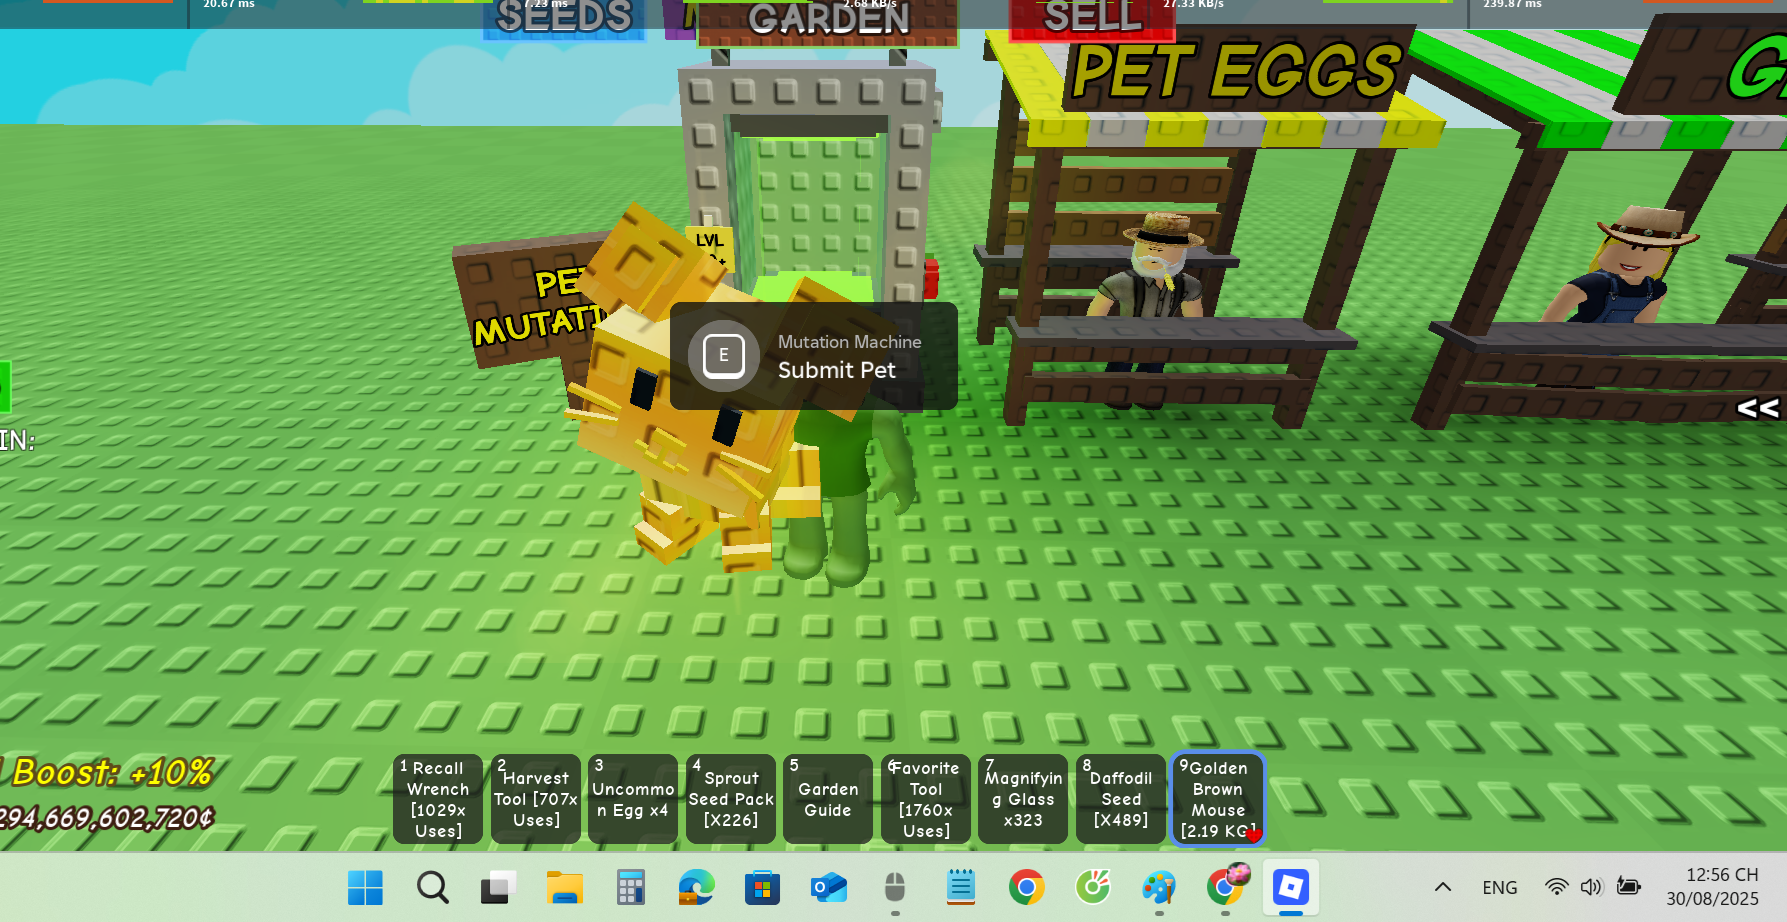 20.67 ms
7.23 ms
2.68 KB/s
27.33 KB/s
239.87 ms
SEEDS
GARDEN
SELL
PET EGGS
LVL
PET
MUTATI
E
Mutation Machine
Submit Pet
<<
IN:
Boost: +10%
294,669,602,720¢
1 Recall
Wrench
[1029x
Uses]
2 Harvest
Tool [707x
Uses]
3
Uncommo
n Egg x4
4 Sprout
Seed Pack
[X226]
5
Garden
Guide
6 Favorite
Tool
[1760x
Uses]
7
Magnifyin
g Glass
x323
8
Daffodil
Seed
[X489]
9 Golden
Brown
Mouse
[2.19 KG]
ENG
12:56 CH
30/08/2025